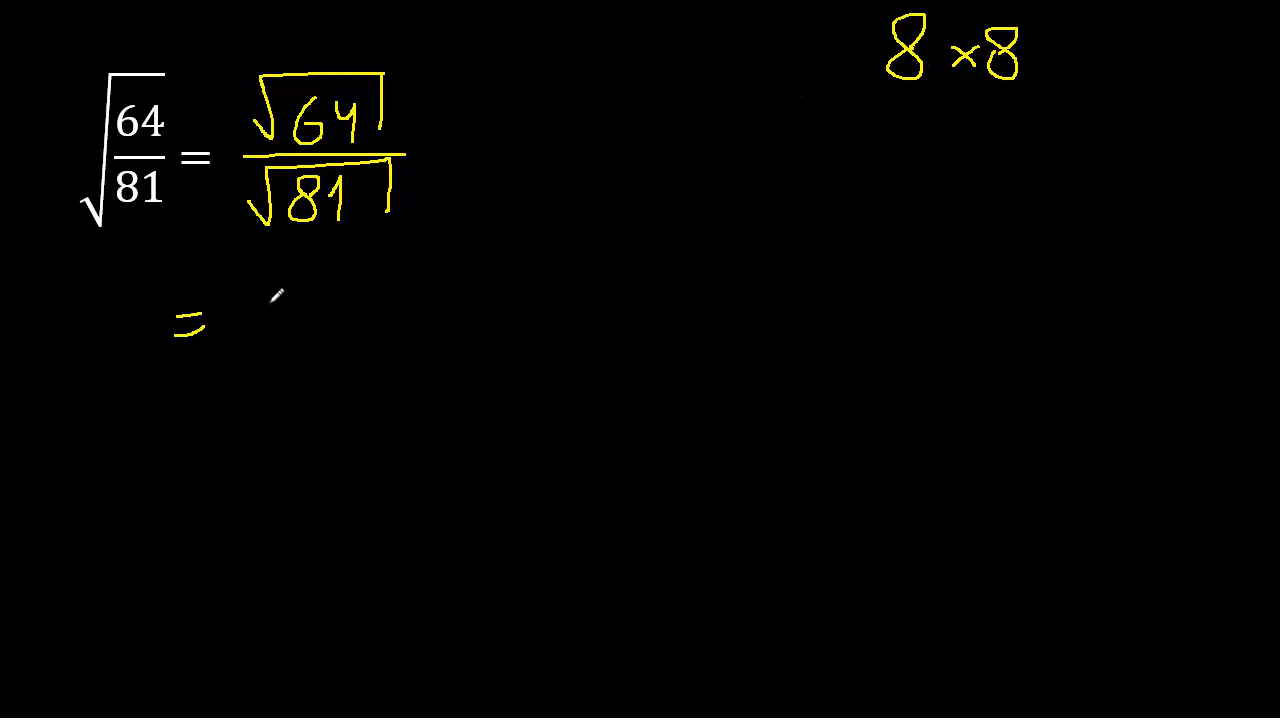 8 × 8
√(64/81) = √64/√81
=